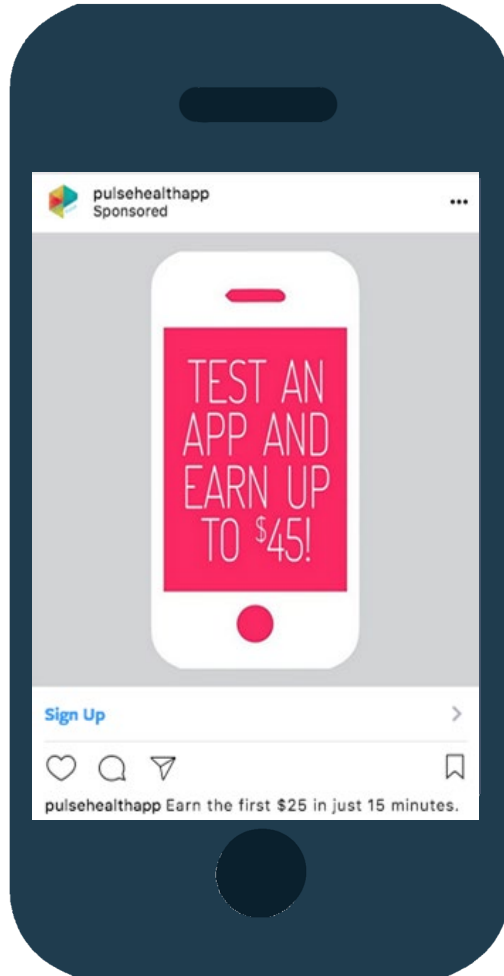 pulsehealthapp
Sponsored
TEST AN
APP AND
EARN UP
TO $45!
Sign Up
pulsehealthapp Earn the first $25 in just 15 minutes.